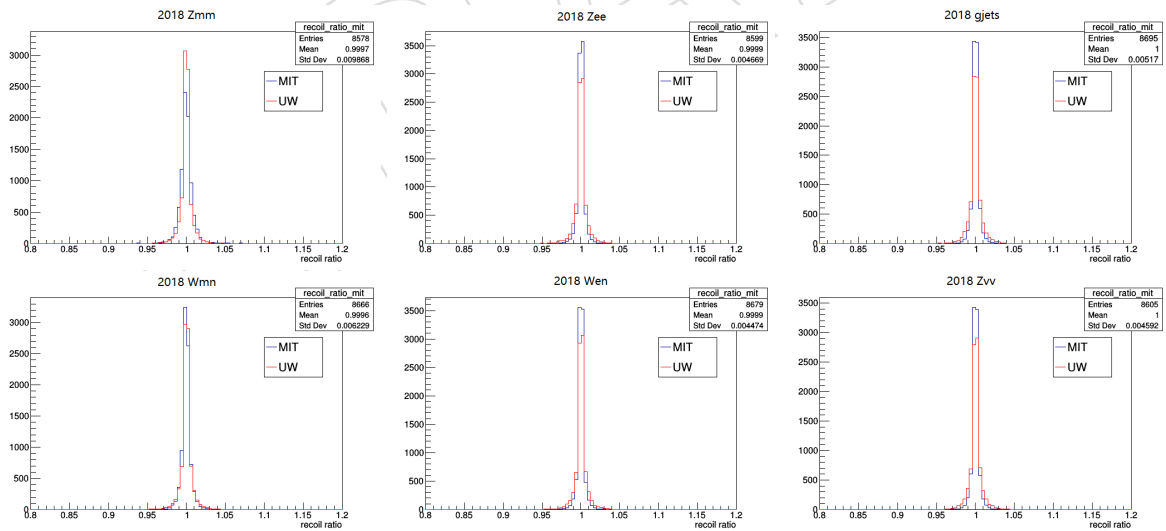 2018 Zmm
recoil_ratio_mit
Entries 8578
Mean 0.9997
Std Dev 0.009868
MIT
UW
3000
2500
2000
1500
1000
500
0
0.8 0.85 0.9 0.95 1 1.05 1.1 1.15 1.2
recoil ratio
2018 Zee
recoil_ratio_mit
Entries 8599
Mean 0.9999
Std Dev 0.004669
MIT
UW
3500
3000
2500
2000
1500
1000
500
0
0.8 0.85 0.9 0.95 1 1.05 1.1 1.15 1.2
recoil ratio
2018 gjets
recoil_ratio_mit
Entries 8695
Mean 1
Std Dev 0.00517
MIT
UW
3500
3000
2500
2000
1500
1000
500
0
0.8 0.85 0.9 0.95 1 1.05 1.1 1.15 1.2
recoil ratio
2018 Wmn
recoil_ratio_mit
Entries 8666
Mean 0.9996
Std Dev 0.006229
MIT
UW
3000
2500
2000
1500
1000
500
0
0.8 0.85 0.9 0.95 1 1.05 1.1 1.15 1.2
recoil ratio
2018 Wen
recoil_ratio_mit
Entries 8679
Mean 0.9999
Std Dev 0.004474
MIT
UW
3500
3000
2500
2000
1500
1000
500
0
0.8 0.85 0.9 0.95 1 1.05 1.1 1.15 1.2
recoil ratio
2018 Zvv
recoil_ratio_mit
Entries 8605
Mean 1
Std Dev 0.004592
MIT
UW
3500
3000
2500
2000
1500
1000
500
0
0.8 0.85 0.9 0.95 1 1.05 1.1 1.15 1.2
recoil ratio